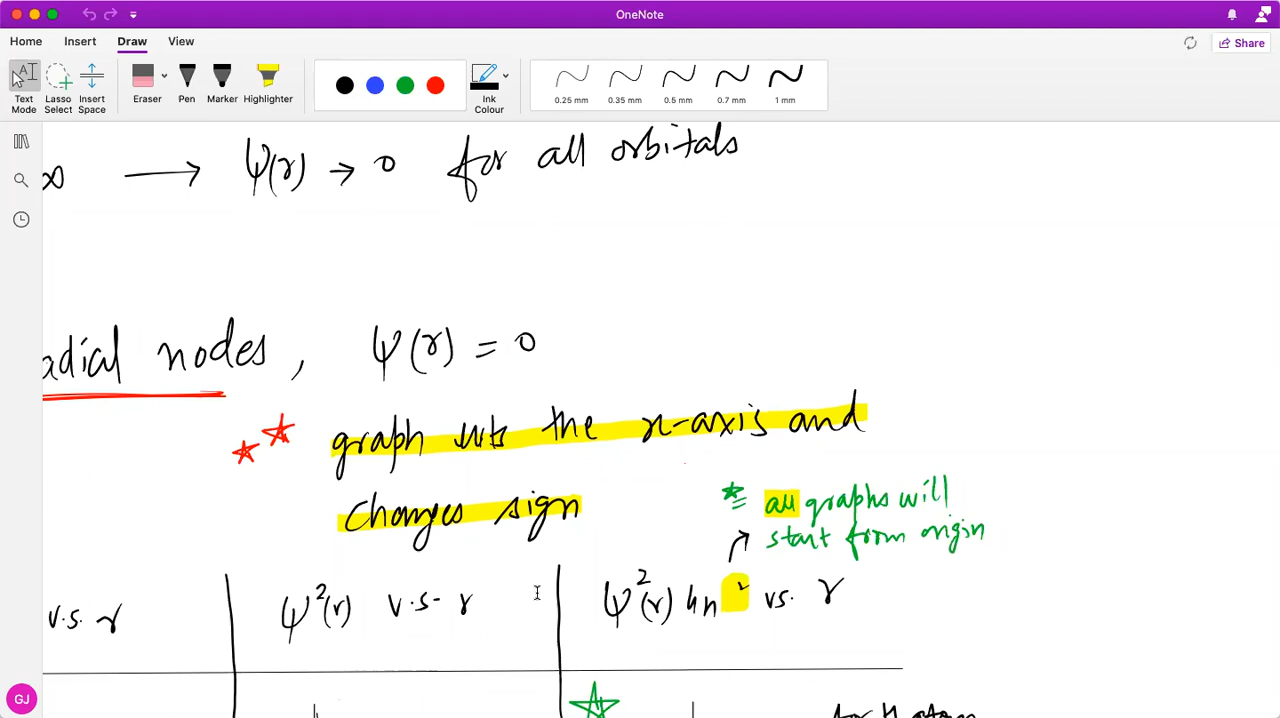 OneNote
Home Insert Draw View
Share
Text Mode
Lasso Select
Insert Space
Eraser
Pen
Marker
Highlighter
Ink Colour
0.25 mm
0.35 mm
0.5 mm
0.7 mm
1 mm
∞ → ψ(r) → 0 for all orbitals
adial nodes, ψ(r) = 0
graph cuts the x-axis and
changes sign
all graphs will
start from origin
v.s. r
ψ²(r) v.s. r
ψ²(r) 4π ² vs. r
for H atom
GJ